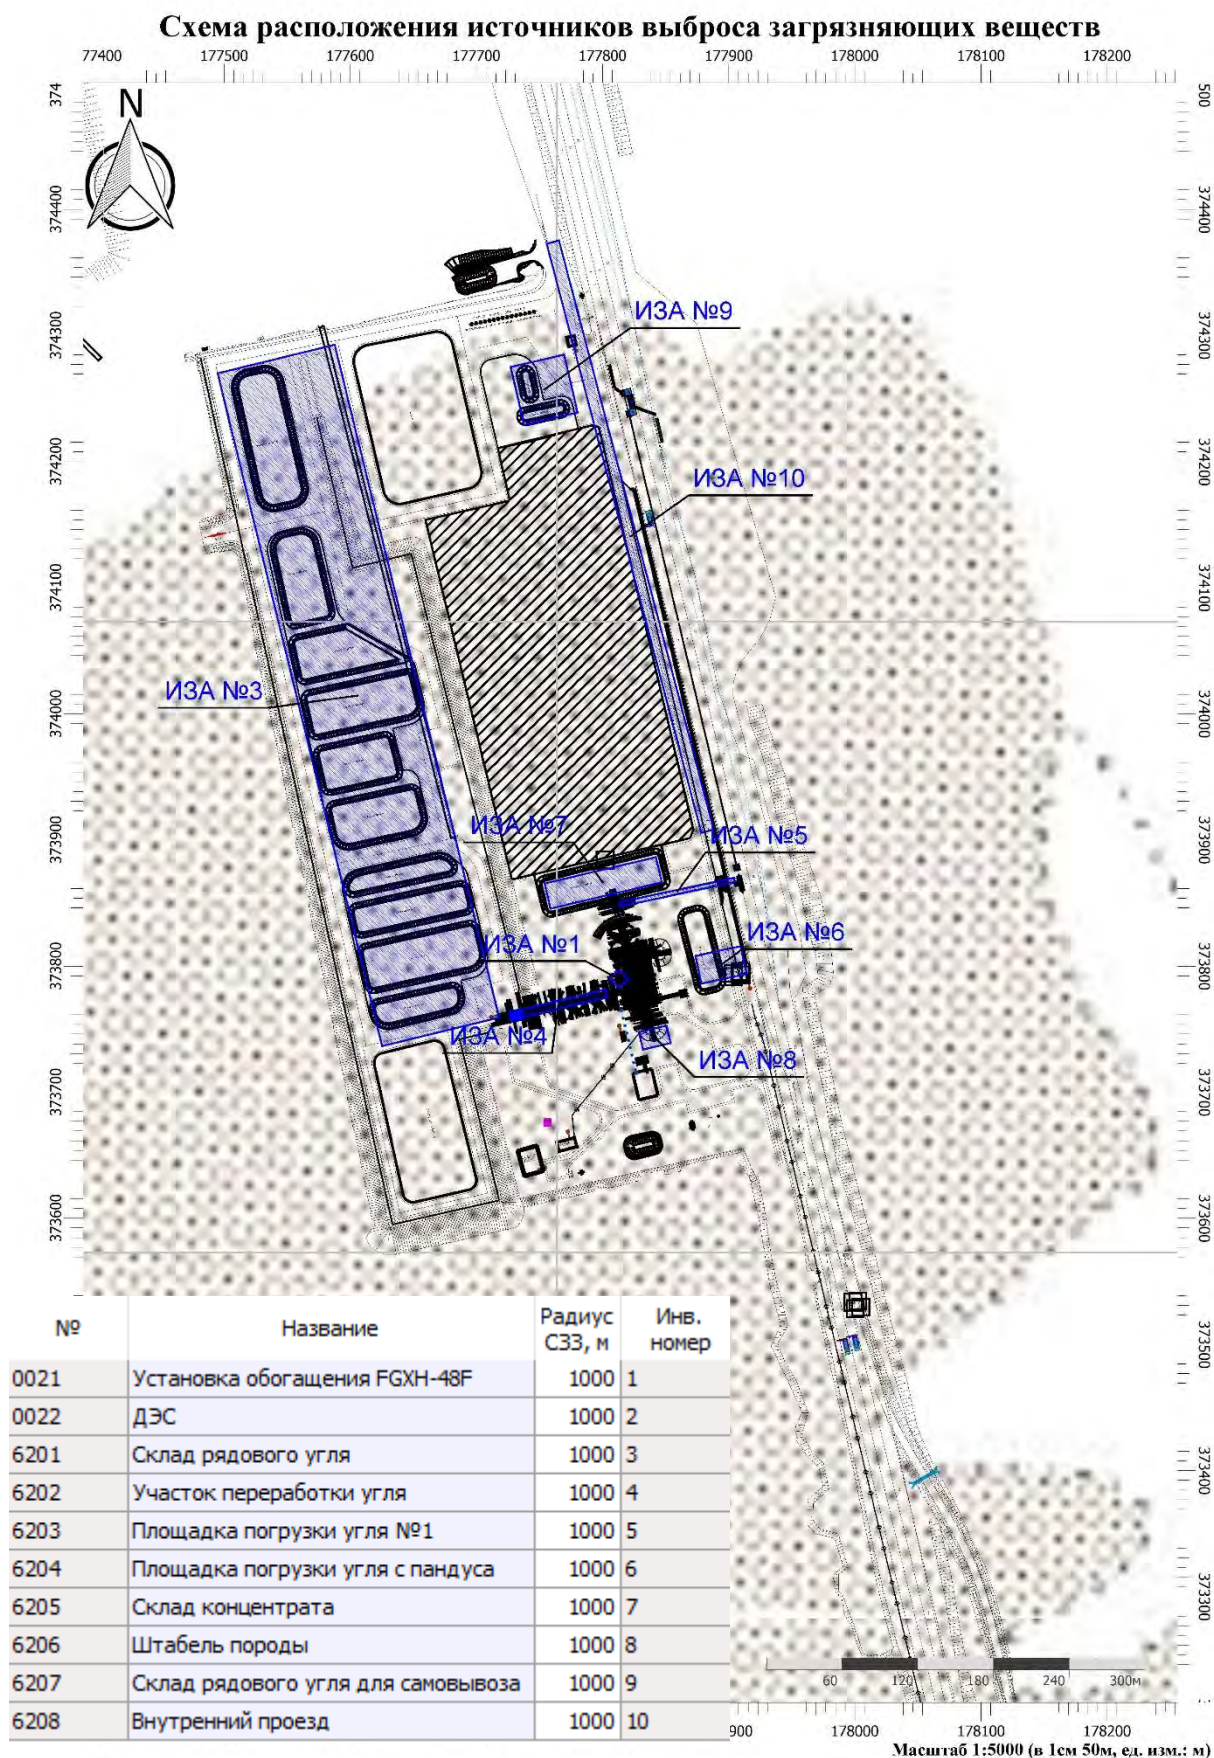 Схема расположения источников выброса загрязняющих веществ
77400 177500 177600 177700 177800 177900 178000 178100 178200
374 500
N
374400 374400
ИЗА №9
374300 374300
374200 374200
ИЗА №10
374100 374100
ИЗА №3
374000 374000
ИЗА №7 ИЗА №5
373900 373900
ИЗА №1 ИЗА №6
373800 373800
ИЗА №4 ИЗА №8
373700 373700
373600 373600
№ Название Радиус СЗЗ, м Инв. номер
373500
0021 Установка обогащения FGXH-48F 1000 1
0022 ДЭС 1000 2
6201 Склад рядового угля 1000 3
373400
6202 Участок переработки угля 1000 4
6203 Площадка погрузки угля №1 1000 5
6204 Площадка погрузки угля с пандуса 1000 6
373300
6205 Склад концентрата 1000 7
6206 Штабель породы 1000 8
6207 Склад рядового угля для самовывоза 1000 9
60 120 180 240 300м
6208 Внутренний проезд 1000 10
900 178000 178100 178200
Масштаб 1:5000 (в 1см 50м, ед. изм.: м)